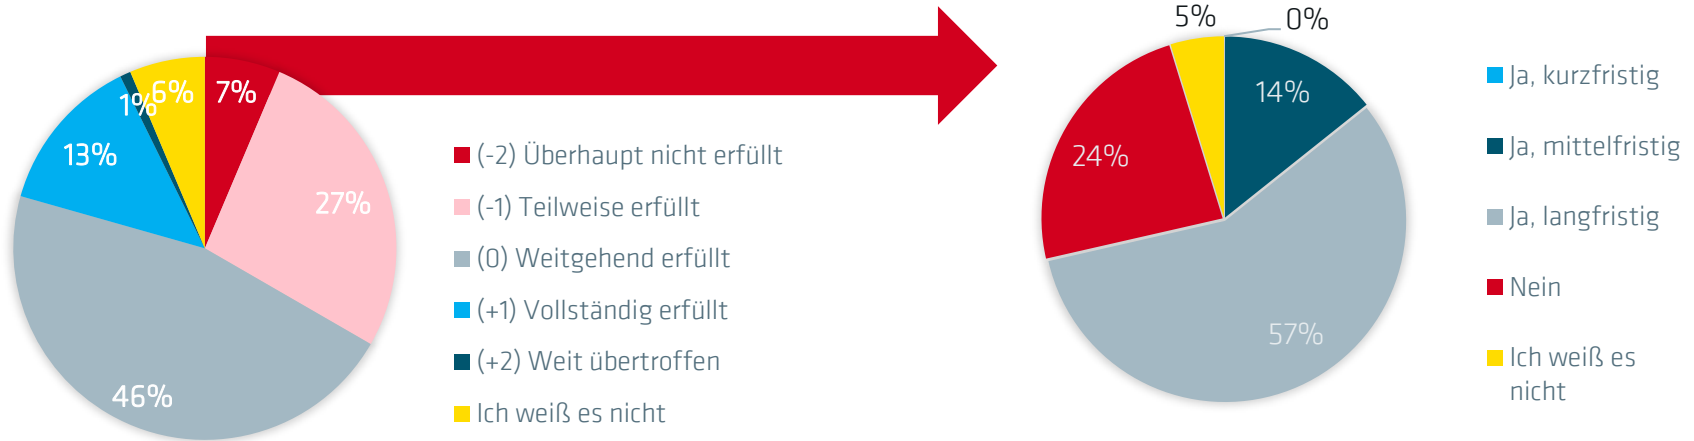 7%
27%
46%
13%
1%
6%
(-2) Überhaupt nicht erfüllt
(-1) Teilweise erfüllt
(0) Weitgehend erfüllt
(+1) Vollständig erfüllt
(+2) Weit übertroffen
Ich weiß es nicht
5%
0%
14%
24%
57%
Ja, kurzfristig
Ja, mittelfristig
Ja, langfristig
Nein
Ich weiß es
nicht